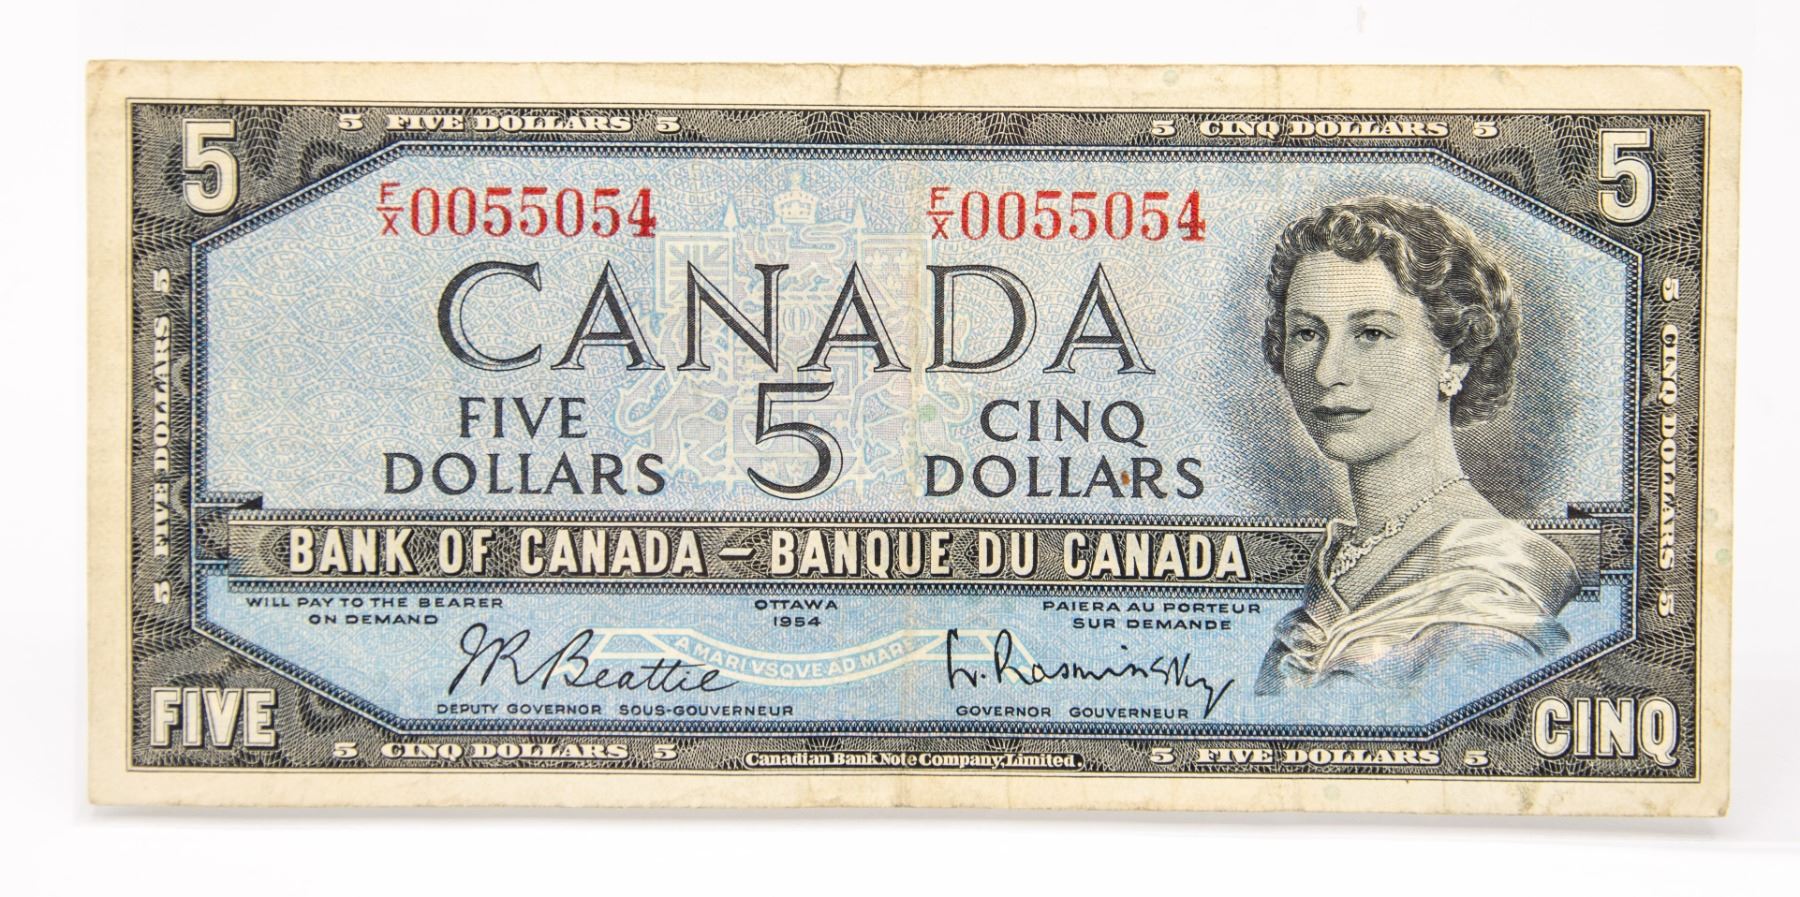 5 FIVE DOLLARS 5
5 CINQ DOLLARS 5
5
5
F/X 0055054
F/X 0055054
CANADA
FIVE DOLLARS
5
CINQ DOLLARS
5 FIVE DOLLARS 5
5 CINQ DOLLARS 5
BANK OF CANADA – BANQUE DU CANADA
WILL PAY TO THE BEARER
ON DEMAND
OTTAWA
1954
PAIERA AU PORTEUR
SUR DEMANDE
A MARI VSQVE AD MARE
JR Beattie
L. Rasminsky
DEPUTY GOVERNOR SOUS-GOUVERNEUR
GOVERNOR GOUVERNEUR
FIVE
CINQ
5 CINQ DOLLARS 5
Canadian Bank Note Company, Limited.
5 FIVE DOLLARS 5